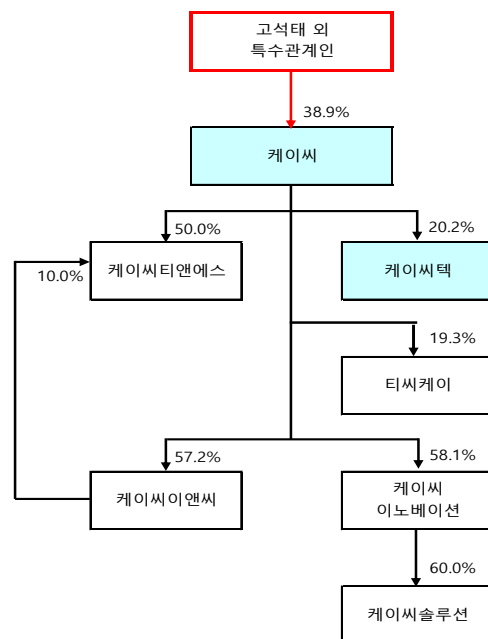 고석태 외
특수관계인
38.9%
케이씨
50.0%
20.2%
케이씨티앤에스
케이씨텍
10.0%
19.3%
티씨케이
57.2%
58.1%
케이씨이앤씨
케이씨
이노베이션
60.0%
케이씨솔루션